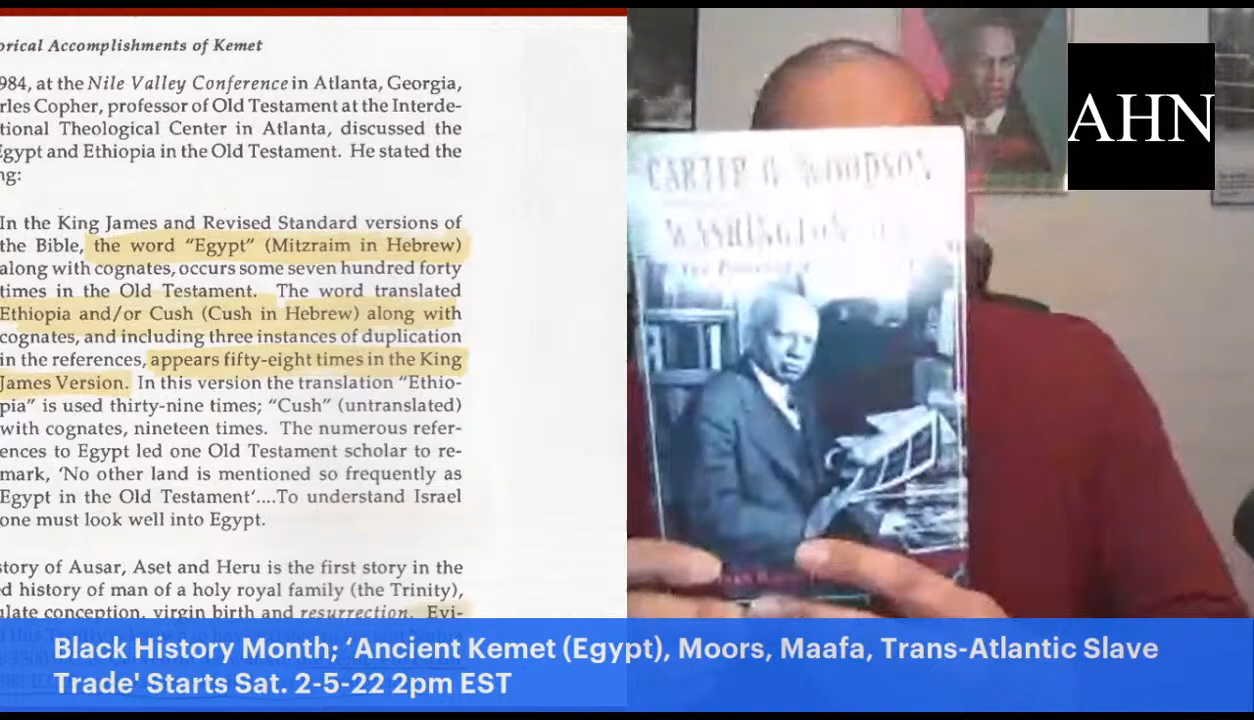 orical Accomplishments of Kemet
984, at the Nile Valley Conference in Atlanta, Georgia,
rles Copher, professor of Old Testament at the Interde-
tional Theological Center in Atlanta, discussed the
Egypt and Ethiopia in the Old Testament. He stated the
ng:
In the King James and Revised Standard versions of
the Bible, the word "Egypt" (Mitzraim in Hebrew)
along with cognates, occurs some seven hundred forty
times in the Old Testament. The word translated
Ethiopia and/or Cush (Cush in Hebrew) along with
cognates, and including three instances of duplication
in the references, appears fifty-eight times in the King
James Version. In this version the translation "Ethio-
pia" is used thirty-nine times; "Cush" (untranslated)
with cognates, nineteen times. The numerous refer-
ences to Egypt led one Old Testament scholar to re-
mark, 'No other land is mentioned so frequently as
Egypt in the Old Testament'....To understand Israel
one must look well into Egypt.
story of Ausar, Aset and Heru is the first story in the
ed history of man of a holy royal family (the Trinity),
ulate conception, virgin birth and resurrection. Evi-
CARTER G WOODSON
WASHINGTON
AHN
Black History Month; ‘Ancient Kemet (Egypt), Moors, Maafa, Trans-Atlantic Slave
Trade' Starts Sat. 2-5-22 2pm EST